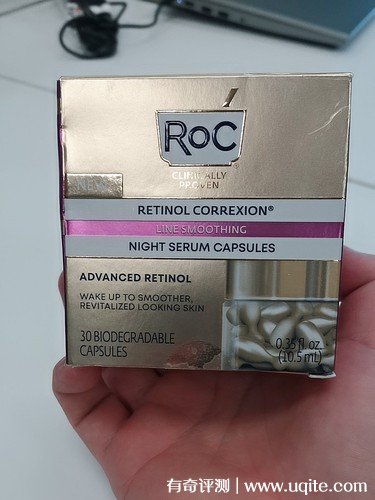 RoC
CLINICALLY
PROVEN
NEW
RETINOL CORREXION®
LINE SMOOTHING
NIGHT SERUM CAPSULES
ADVANCED RETINOL
WAKE UP TO SMOOTHER,
REVITALIZED LOOKING SKIN
30 BIODEGRADABLE
CAPSULES
0.35 fl. oz.
(10.5 mL)
有奇评测 | www.uqite.com